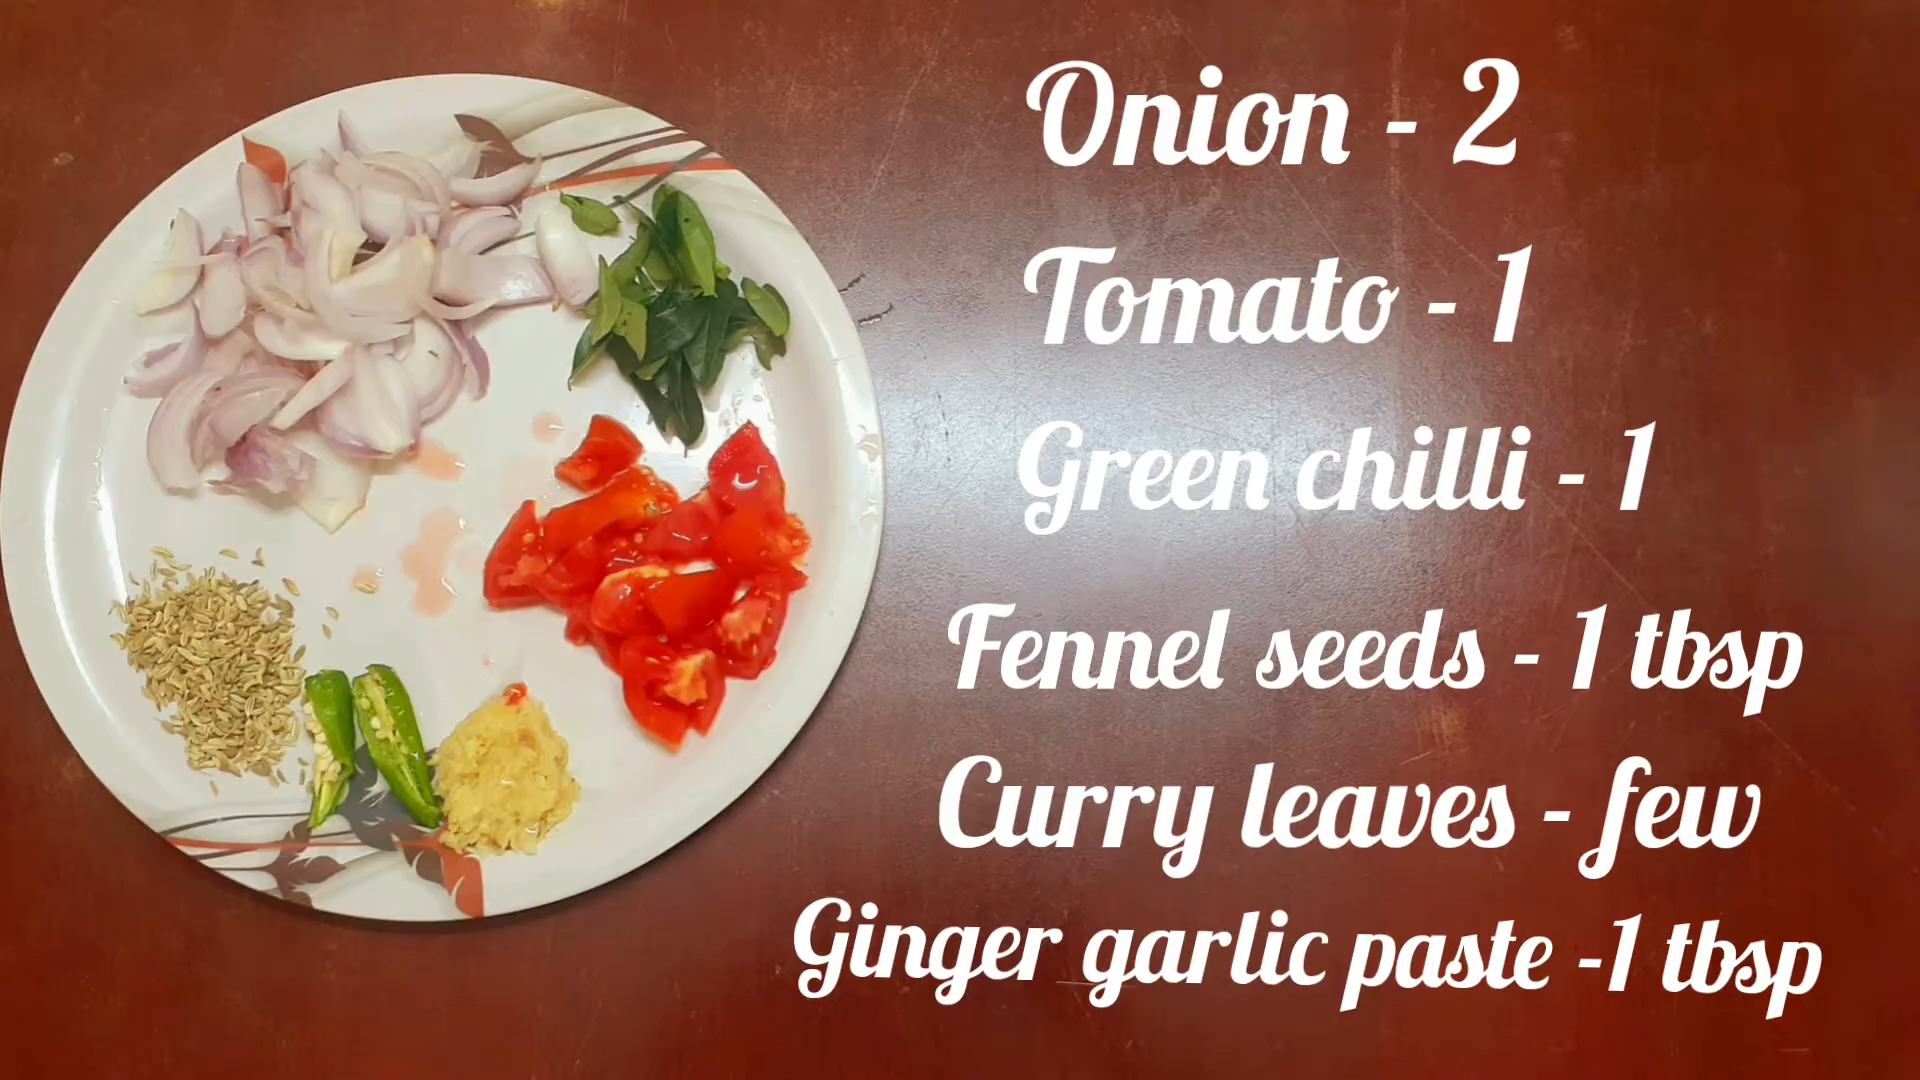 Onion - 2
Tomato - 1
Green chilli - 1
Fennel seeds - 1 tbsp
Curry leaves - few
Ginger garlic paste -1 tbsp